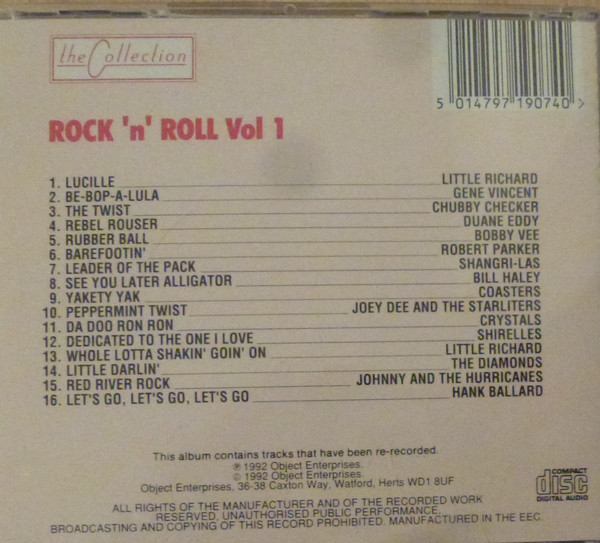 the Collection
5 014797 190740 >
ROCK 'n' ROLL Vol 1
1. LUCILLE LITTLE RICHARD
2. BE-BOP-A-LULA GENE VINCENT
3. THE TWIST CHUBBY CHECKER
4. REBEL ROUSER DUANE EDDY
5. RUBBER BALL BOBBY VEE
6. BAREFOOTIN' ROBERT PARKER
7. LEADER OF THE PACK SHANGRI-LAS
8. SEE YOU LATER ALLIGATOR BILL HALEY
9. YAKETY YAK COASTERS
10. PEPPERMINT TWIST JOEY DEE AND THE STARLITERS
11. DA DOO RON RON CRYSTALS
12. DEDICATED TO THE ONE I LOVE SHIRELLES
13. WHOLE LOTTA SHAKIN' GOIN' ON LITTLE RICHARD
14. LITTLE DARLIN' THE DIAMONDS
15. RED RIVER ROCK JOHNNY AND THE HURRICANES
16. LET'S GO, LET'S GO, LET'S GO HANK BALLARD
This album contains tracks that have been re-recorded.
℗ 1992 Object Enterprises.
© 1992 Object Enterprises.
Object Enterprises, 36-38 Caxton Way, Watford, Herts WD1 8UF
COMPACT
disc
DIGITAL AUDIO
ALL RIGHTS OF THE MANUFACTURER AND OF THE RECORDED WORK
RESERVED. UNAUTHORISED PUBLIC PERFORMANCE,
BROADCASTING AND COPYING OF THIS RECORD PROHIBITED. MANUFACTURED IN THE EEC.